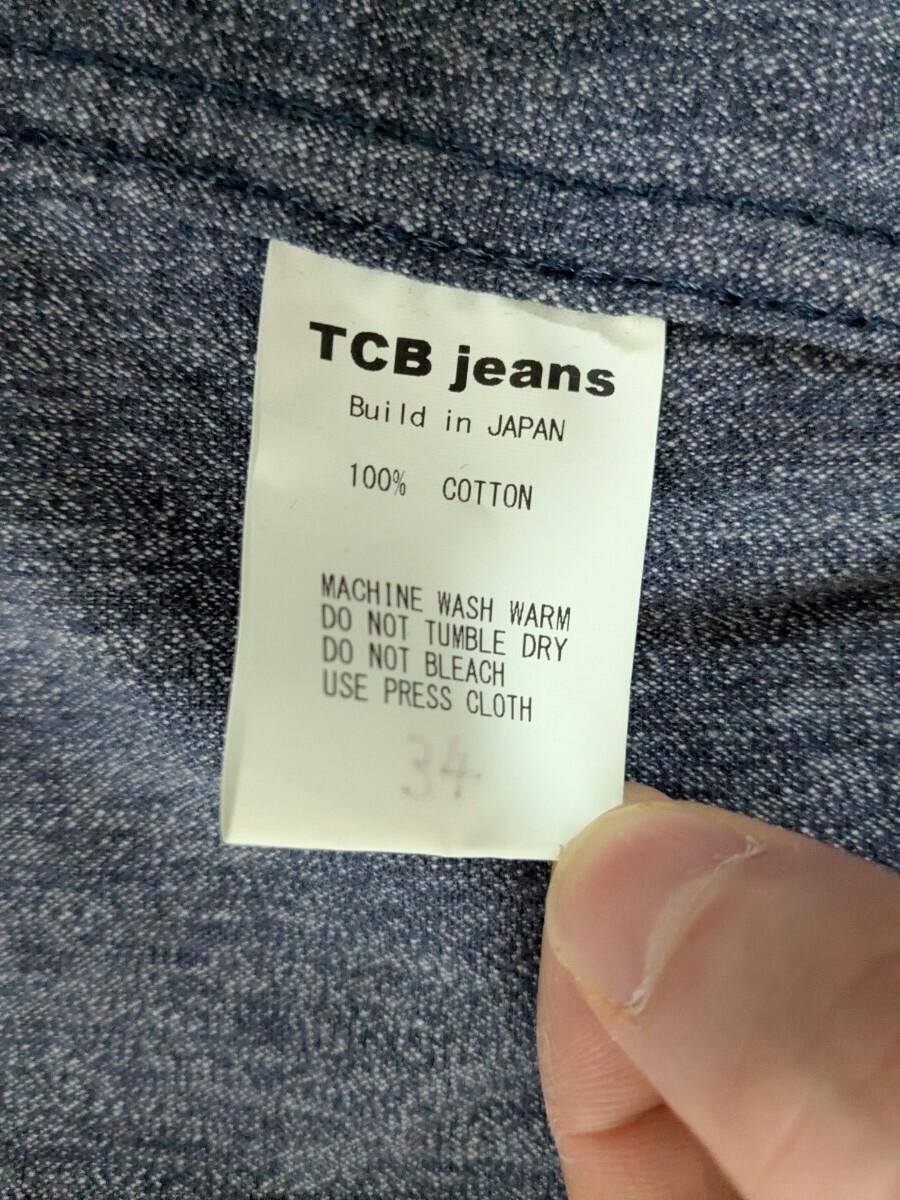 TCB jeans
Build in JAPAN
100% COTTON
MACHINE WASH WARM
DO NOT TUMBLE DRY
DO NOT BLEACH
USE PRESS CLOTH
34